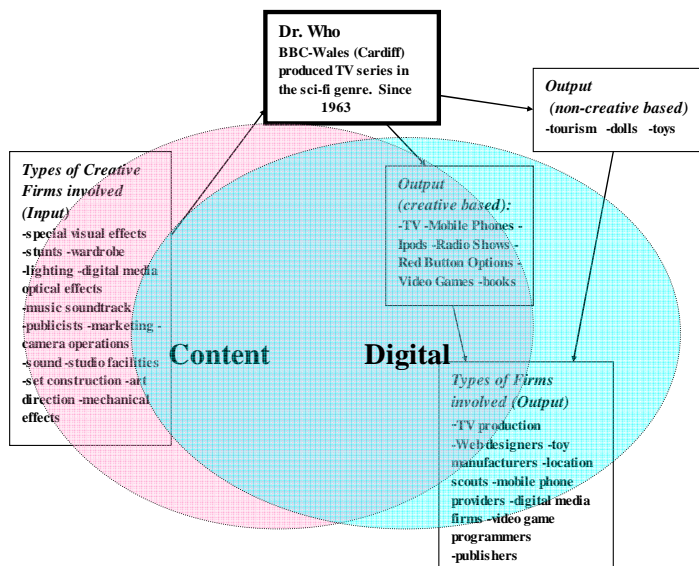 Dr. Who
BBC-Wales (Cardiff)
produced TV series in
the sci-fi genre. Since
1963
Output
(non-creative based)
-tourism -dolls -toys
Types of Creative
Firms involved
(Input)
-special visual effects
-stunts -wardrobe
-lighting -digital media
optical effects
-music soundtrack
-publicists -marketing -
camera operations
-sound -studio facilities
-set construction -art
direction -mechanical
effects
Output
(creative based):
-TV -Mobile Phones -
Ipods -Radio Shows -
Red Button Options -
Video Games -books
Content
Digital
Types of Firms
involved (Output)
-TV production
-Web designers -toy
manufacturers -location
scouts -mobile phone
providers -digital media
firms -video game
programmers
-publishers